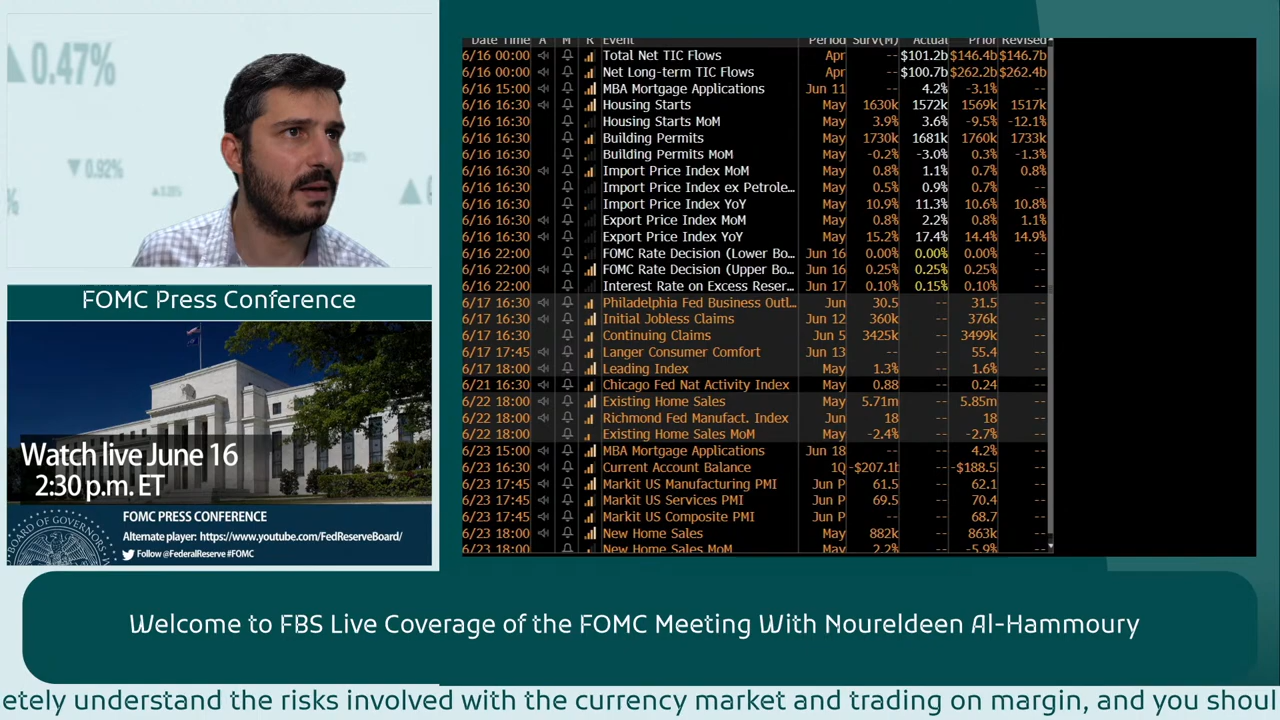 0.47%
0.92%
FOMC Press Conference
Watch live June 16
2:30 p.m. ET
BOARD OF GOVERNORS
FOMC PRESS CONFERENCE
Alternate player: https://www.youtube.com/FedReserveBoard/
Follow @FederalReserve #FOMC
Date Time A M R Event Period Surv(M) Actual Prior Revised
6/16 00:00 Total Net TIC Flows Apr -- $101.2b $146.4b $146.7b
6/16 00:00 Net Long-term TIC Flows Apr -- $100.7b $262.2b $262.4b
6/16 15:00 MBA Mortgage Applications Jun 11 -- 4.2% -3.1% --
6/16 16:30 Housing Starts May 1630k 1572k 1569k 1517k
6/16 16:30 Housing Starts MoM May 3.9% 3.6% -9.5% -12.1%
6/16 16:30 Building Permits May 1730k 1681k 1760k 1733k
6/16 16:30 Building Permits MoM May -0.2% -3.0% 0.3% -1.3%
6/16 16:30 Import Price Index MoM May 0.8% 1.1% 0.7% 0.8%
6/16 16:30 Import Price Index ex Petrole... May 0.5% 0.9% 0.7% --
6/16 16:30 Import Price Index YoY May 10.9% 11.3% 10.6% 10.8%
6/16 16:30 Export Price Index MoM May 0.8% 2.2% 0.8% 1.1%
6/16 16:30 Export Price Index YoY May 15.2% 17.4% 14.4% 14.9%
6/16 22:00 FOMC Rate Decision (Lower Bo... Jun 16 0.00% 0.00% 0.00% --
6/16 22:00 FOMC Rate Decision (Upper Bo... Jun 16 0.25% 0.25% 0.25% --
6/16 22:00 Interest Rate on Excess Reser... Jun 17 0.10% 0.15% 0.10% --
6/17 16:30 Philadelphia Fed Business Outl... Jun 30.5 -- 31.5 --
6/17 16:30 Initial Jobless Claims Jun 12 360k -- 376k --
6/17 16:30 Continuing Claims Jun 5 3425k -- 3499k --
6/17 17:45 Langer Consumer Comfort Jun 13 -- -- 55.4 --
6/17 18:00 Leading Index May 1.3% -- 1.6% --
6/21 16:30 Chicago Fed Nat Activity Index May 0.88 -- 0.24 --
6/22 18:00 Existing Home Sales May 5.71m -- 5.85m --
6/22 18:00 Richmond Fed Manufact. Index Jun 18 -- 18 --
6/22 18:00 Existing Home Sales MoM May -2.4% -- -2.7% --
6/23 15:00 MBA Mortgage Applications Jun 18 -- -- 4.2% --
6/23 16:30 Current Account Balance 1Q -$207.1b -- -$188.5 --
6/23 17:45 Markit US Manufacturing PMI Jun P 61.5 -- 62.1 --
6/23 17:45 Markit US Services PMI Jun P 69.5 -- 70.4 --
6/23 17:45 Markit US Composite PMI Jun P -- -- 68.7 --
6/23 18:00 New Home Sales May 882k -- 863k --
6/23 18:00 New Home Sales MoM May 2.2% -- -5.9% --
Welcome to FBS Live Coverage of the FOMC Meeting With Noureldeen Al-Hammoury
etely understand the risks involved with the currency market and trading on margin, and you shoul